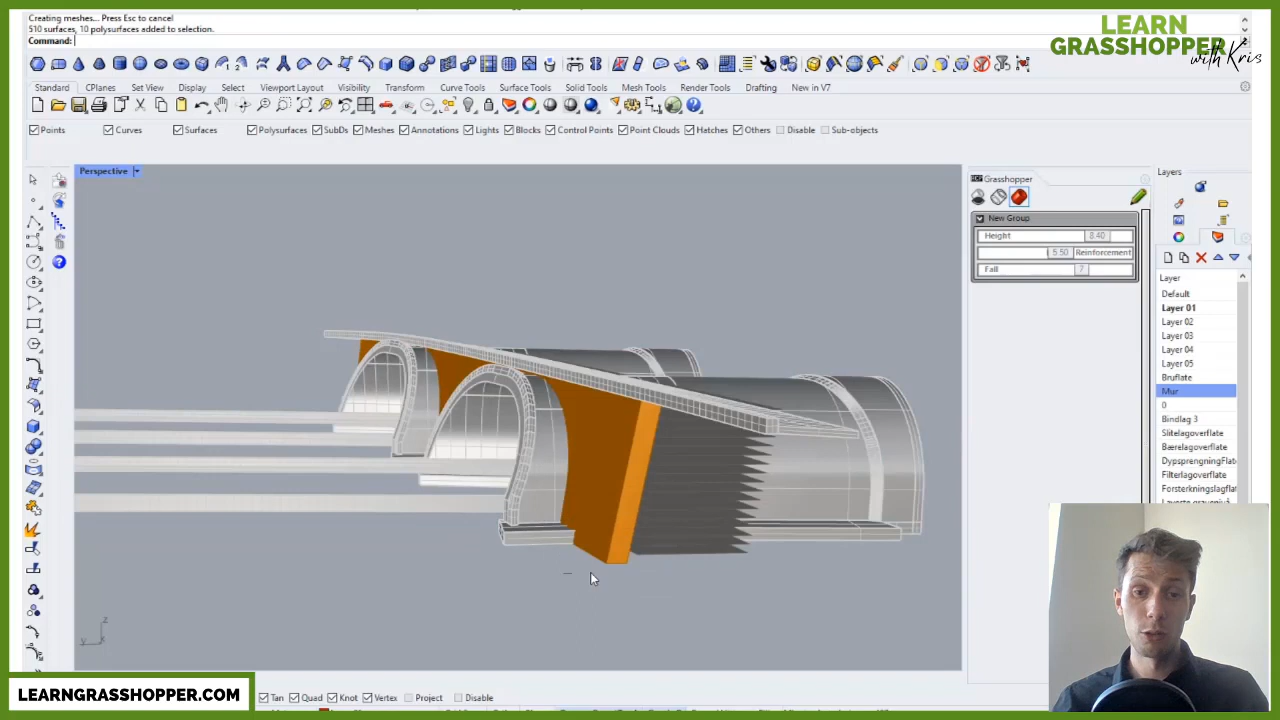 Creating meshes... Press Esc to cancel
510 surfaces, 10 polysurfaces added to selection.
Command:
LEARN
GRASSHOPPER
with Kris
Standard CPlanes Set View Display Select Viewport Layout Visibility Transform Curve Tools Surface Tools Solid Tools Mesh Tools Render Tools Drafting New in V7
Points Curves Surfaces Polysurfaces SubDs Meshes Annotations Lights Blocks Control Points Point Clouds Hatches Others Disable Sub-objects
Perspective
Grasshopper
New Group
Height 8.40
5.50 Reinforcement
Fall 7
Layers
Layer
Default
Layer 01
Layer 02
Layer 03
Layer 04
Layer 05
Bruflate
Mur
0
Bindlag 3
Slitelagoverflate
Bærelagoverflate
DypsprengningFlat
Filterlagoverflate
Forsterkningslagflat
z
y
x
LEARNGRASSHOPPER.COM
Tan Quad Knot Vertex Project Disable